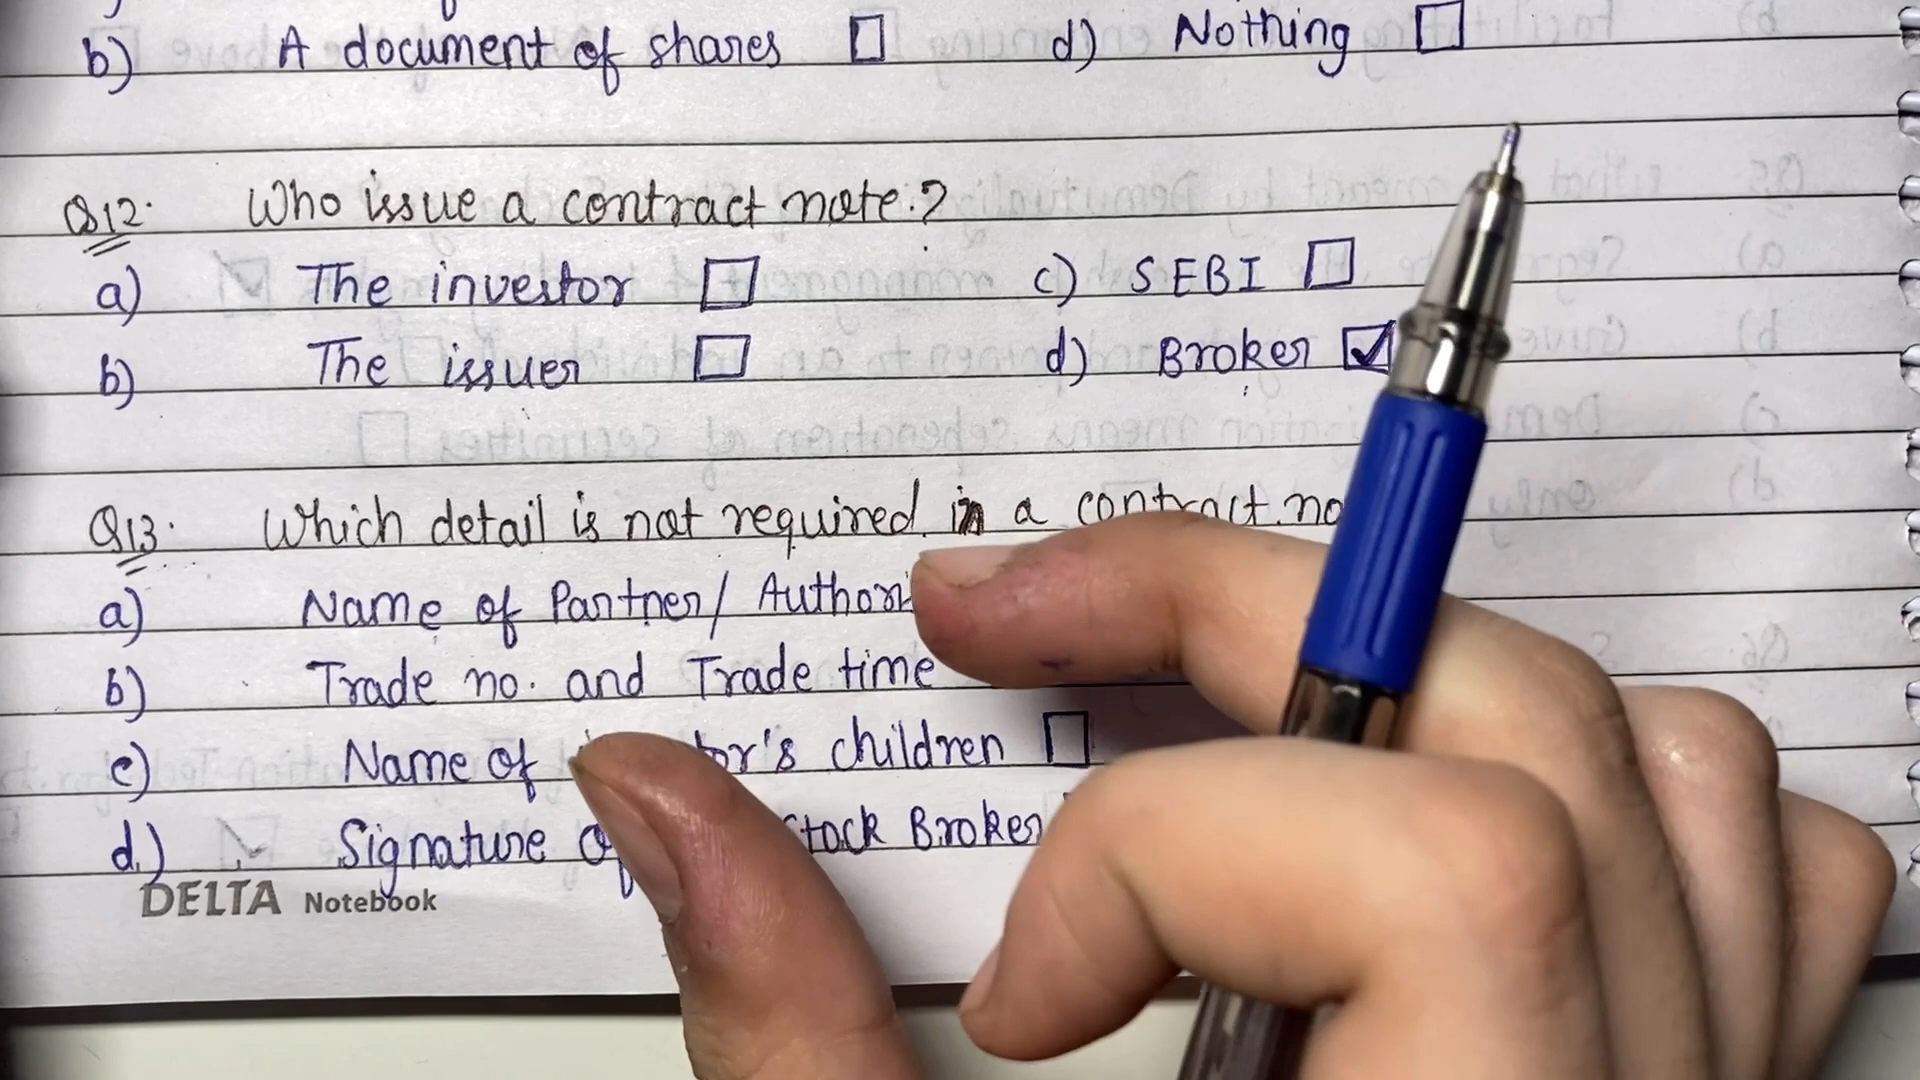 b) A document of shares d) Nothing
Q12. Who issue a contract note.?
a) The investor c) SEBI
b) The issuer d) Broker
Q13. Which detail is not required in a contract
a) Name of Partner/
b) Trade no. and Trade time
c) Name of children
d.) Signature Stock Broker
DELTA Notebook